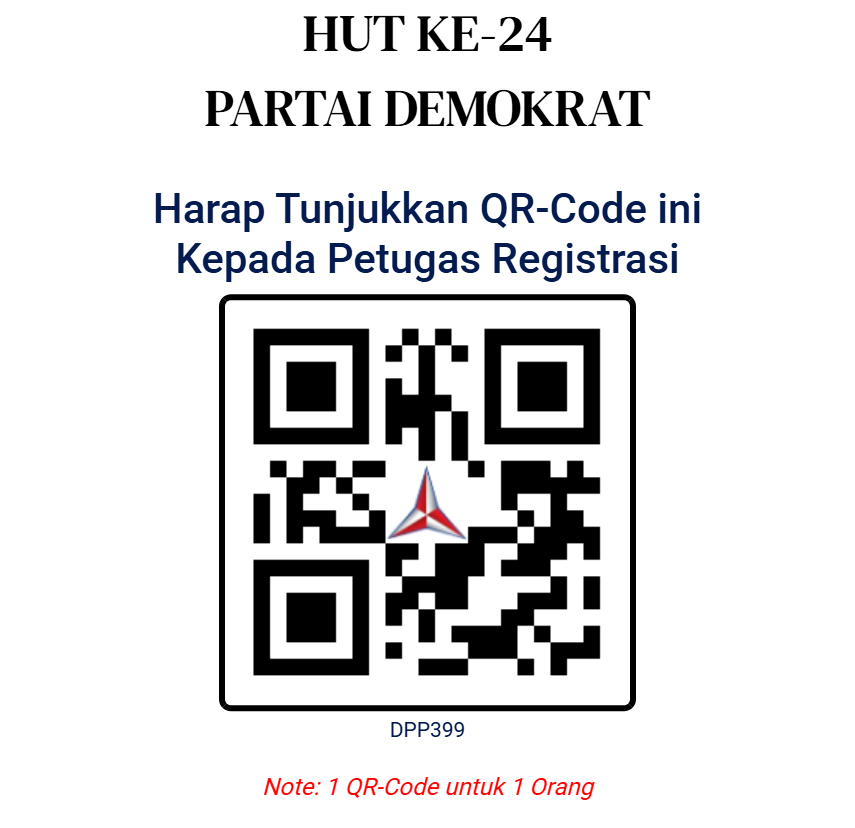 HUT KE-24
PARTAI DEMOKRAT
Harap Tunjukkan QR-Code ini
Kepada Petugas Registrasi
DPP399
Note: 1 QR-Code untuk 1 Orang